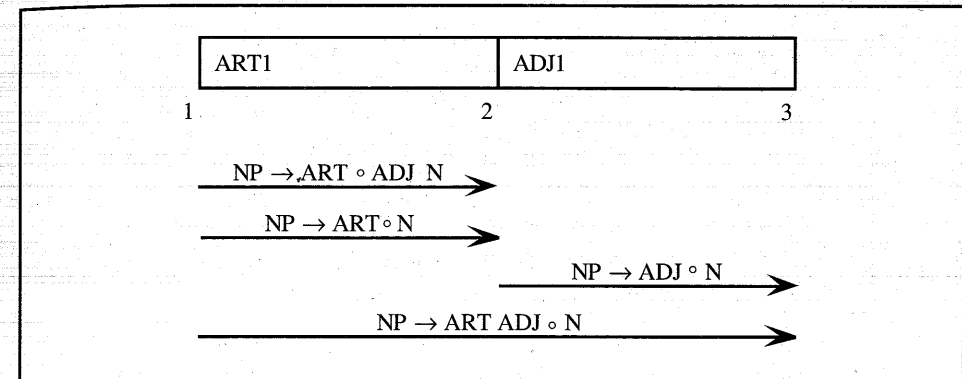 ART1 ADJ1
1 2 3
NP → ART ∘ ADJ N
NP → ART ∘ N
NP → ADJ ∘ N
NP → ART ADJ ∘ N